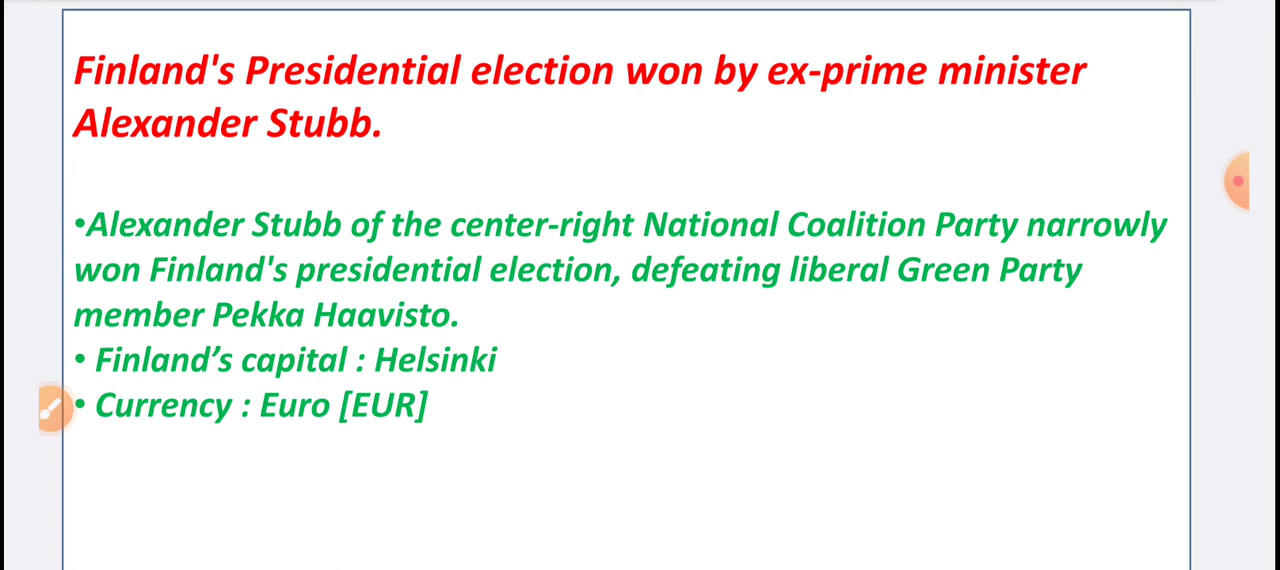 Finland's Presidential election won by ex-prime minister
Alexander Stubb.
•Alexander Stubb of the center-right National Coalition Party narrowly
won Finland's presidential election, defeating liberal Green Party
member Pekka Haavisto.
• Finland’s capital : Helsinki
• Currency : Euro [EUR]